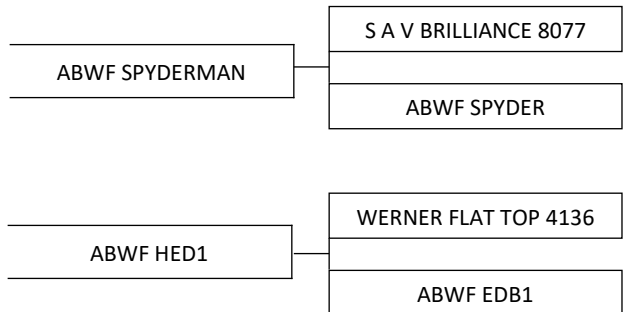 S A V BRILLIANCE 8077
ABWF SPYDERMAN
ABWF SPYDER
WERNER FLAT TOP 4136
ABWF HED1
ABWF EDB1